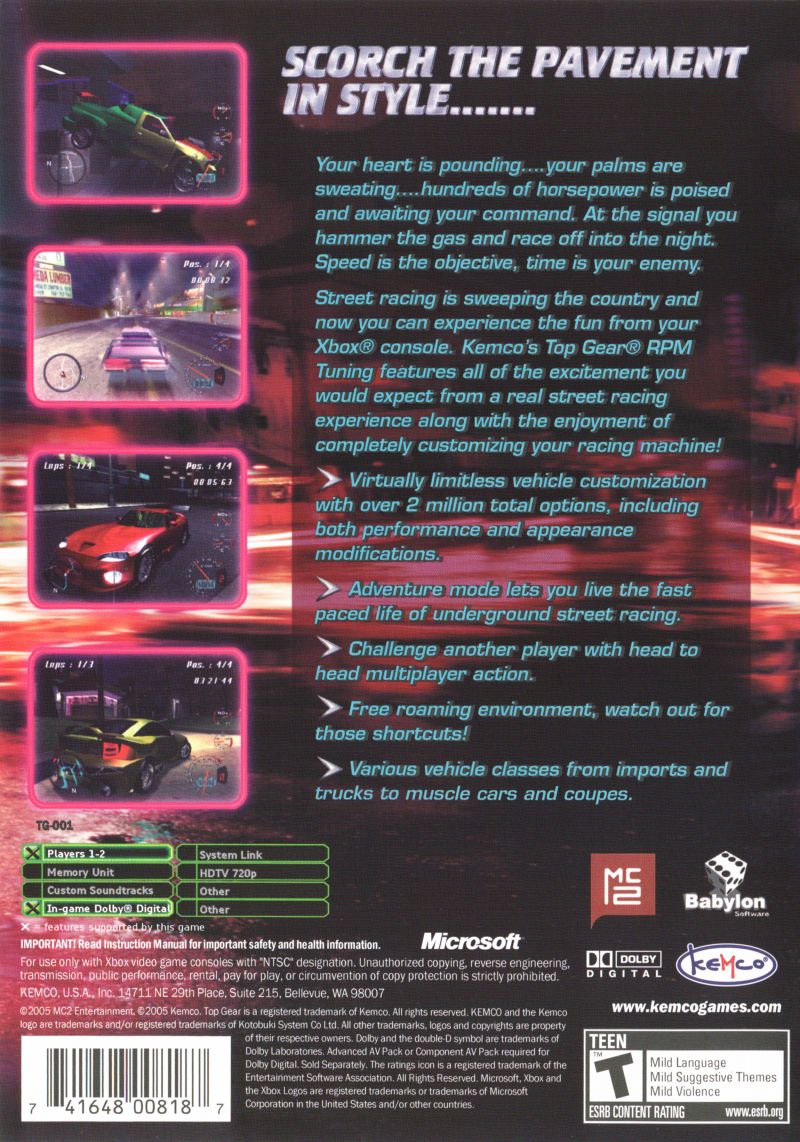 SCORCH THE PAVEMENT
IN STYLE.......
Your heart is pounding....your palms are
sweating....hundreds of horsepower is poised
and awaiting your command. At the signal you
hammer the gas and race off into the night.
Speed is the objective, time is your enemy.
Street racing is sweeping the country and
now you can experience the fun from your
Xbox® console. Kemco's Top Gear® RPM
Tuning features all of the excitement you
would expect from a real street racing
experience along with the enjoyment of
completely customizing your racing machine!
Virtually limitless vehicle customization
with over 2 million total options, including
both performance and appearance
modifications.
Adventure mode lets you live the fast
paced life of underground street racing.
Challenge another player with head to
head multiplayer action.
Free roaming environment, watch out for
those shortcuts!
Various vehicle classes from imports and
trucks to muscle cars and coupes.
N
Pos. : 1/4
LUMBER
Laps : 1/4
Pos. : 4/4
00:05:63
Laps : 1/3
Pos. : 4/4
03:21:44
N
TG-001
Players 1-2
System Link
Memory Unit
HDTV 720p
Custom Soundtracks
Other
In-game Dolby® Digital
Other
X = features supported by this game
IMPORTANT! Read Instruction Manual for important safety and health information.
Microsoft
For use only with Xbox video game consoles with "NTSC" designation. Unauthorized copying, reverse engineering,
transmission, public performance, rental, pay for play, or circumvention of copy protection is strictly prohibited.
KEMCO, U.S.A., Inc. 14711 NE 29th Place, Suite 215, Bellevue, WA 98007
©2005 MC2 Entertainment. ©2005 Kemco. Top Gear is a registered trademark of Kemco. All rights reserved. KEMCO and the Kemco
logo are trademarks and/or registered trademarks of Kotobuki System Co Ltd. All other trademarks, logos and copyrights are property
of their respective owners. Dolby and the double-D symbol are trademarks of
Dolby Laboratories. Advanced AV Pack or Component AV Pack required for
Dolby Digital. Sold Separately. The ratings icon is a registered trademark of the
Entertainment Software Association. All Rights Reserved. Microsoft, Xbox and
the Xbox Logos are registered trademarks or trademarks of Microsoft
Corporation in the United States and/or other countries.
7 41648 00818 7
MC2
Babylon
Software
DOLBY
DIGITAL
KEMCO
www.kemcogames.com
TEEN
T
TM
Mild Language
Mild Suggestive Themes
Mild Violence
ESRB CONTENT RATING www.esrb.org